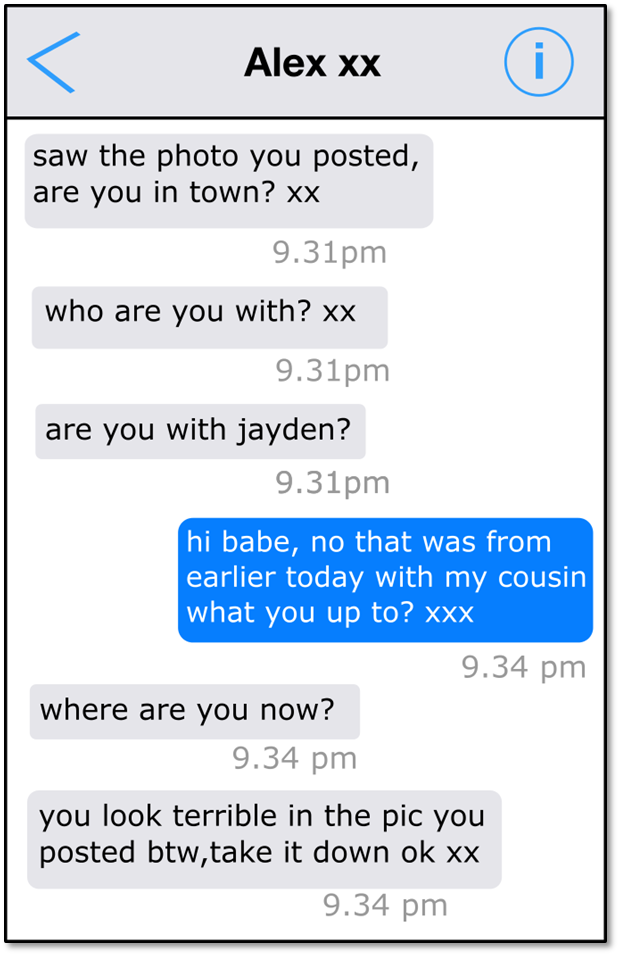 Alex xx
i
saw the photo you posted,
are you in town? xx
9.31pm
who are you with? xx
9.31pm
are you with jayden?
9.31pm
hi babe, no that was from
earlier today with my cousin
what you up to? xxx
9.34 pm
where are you now?
9.34 pm
you look terrible in the pic you
posted btw,take it down ok xx
9.34 pm